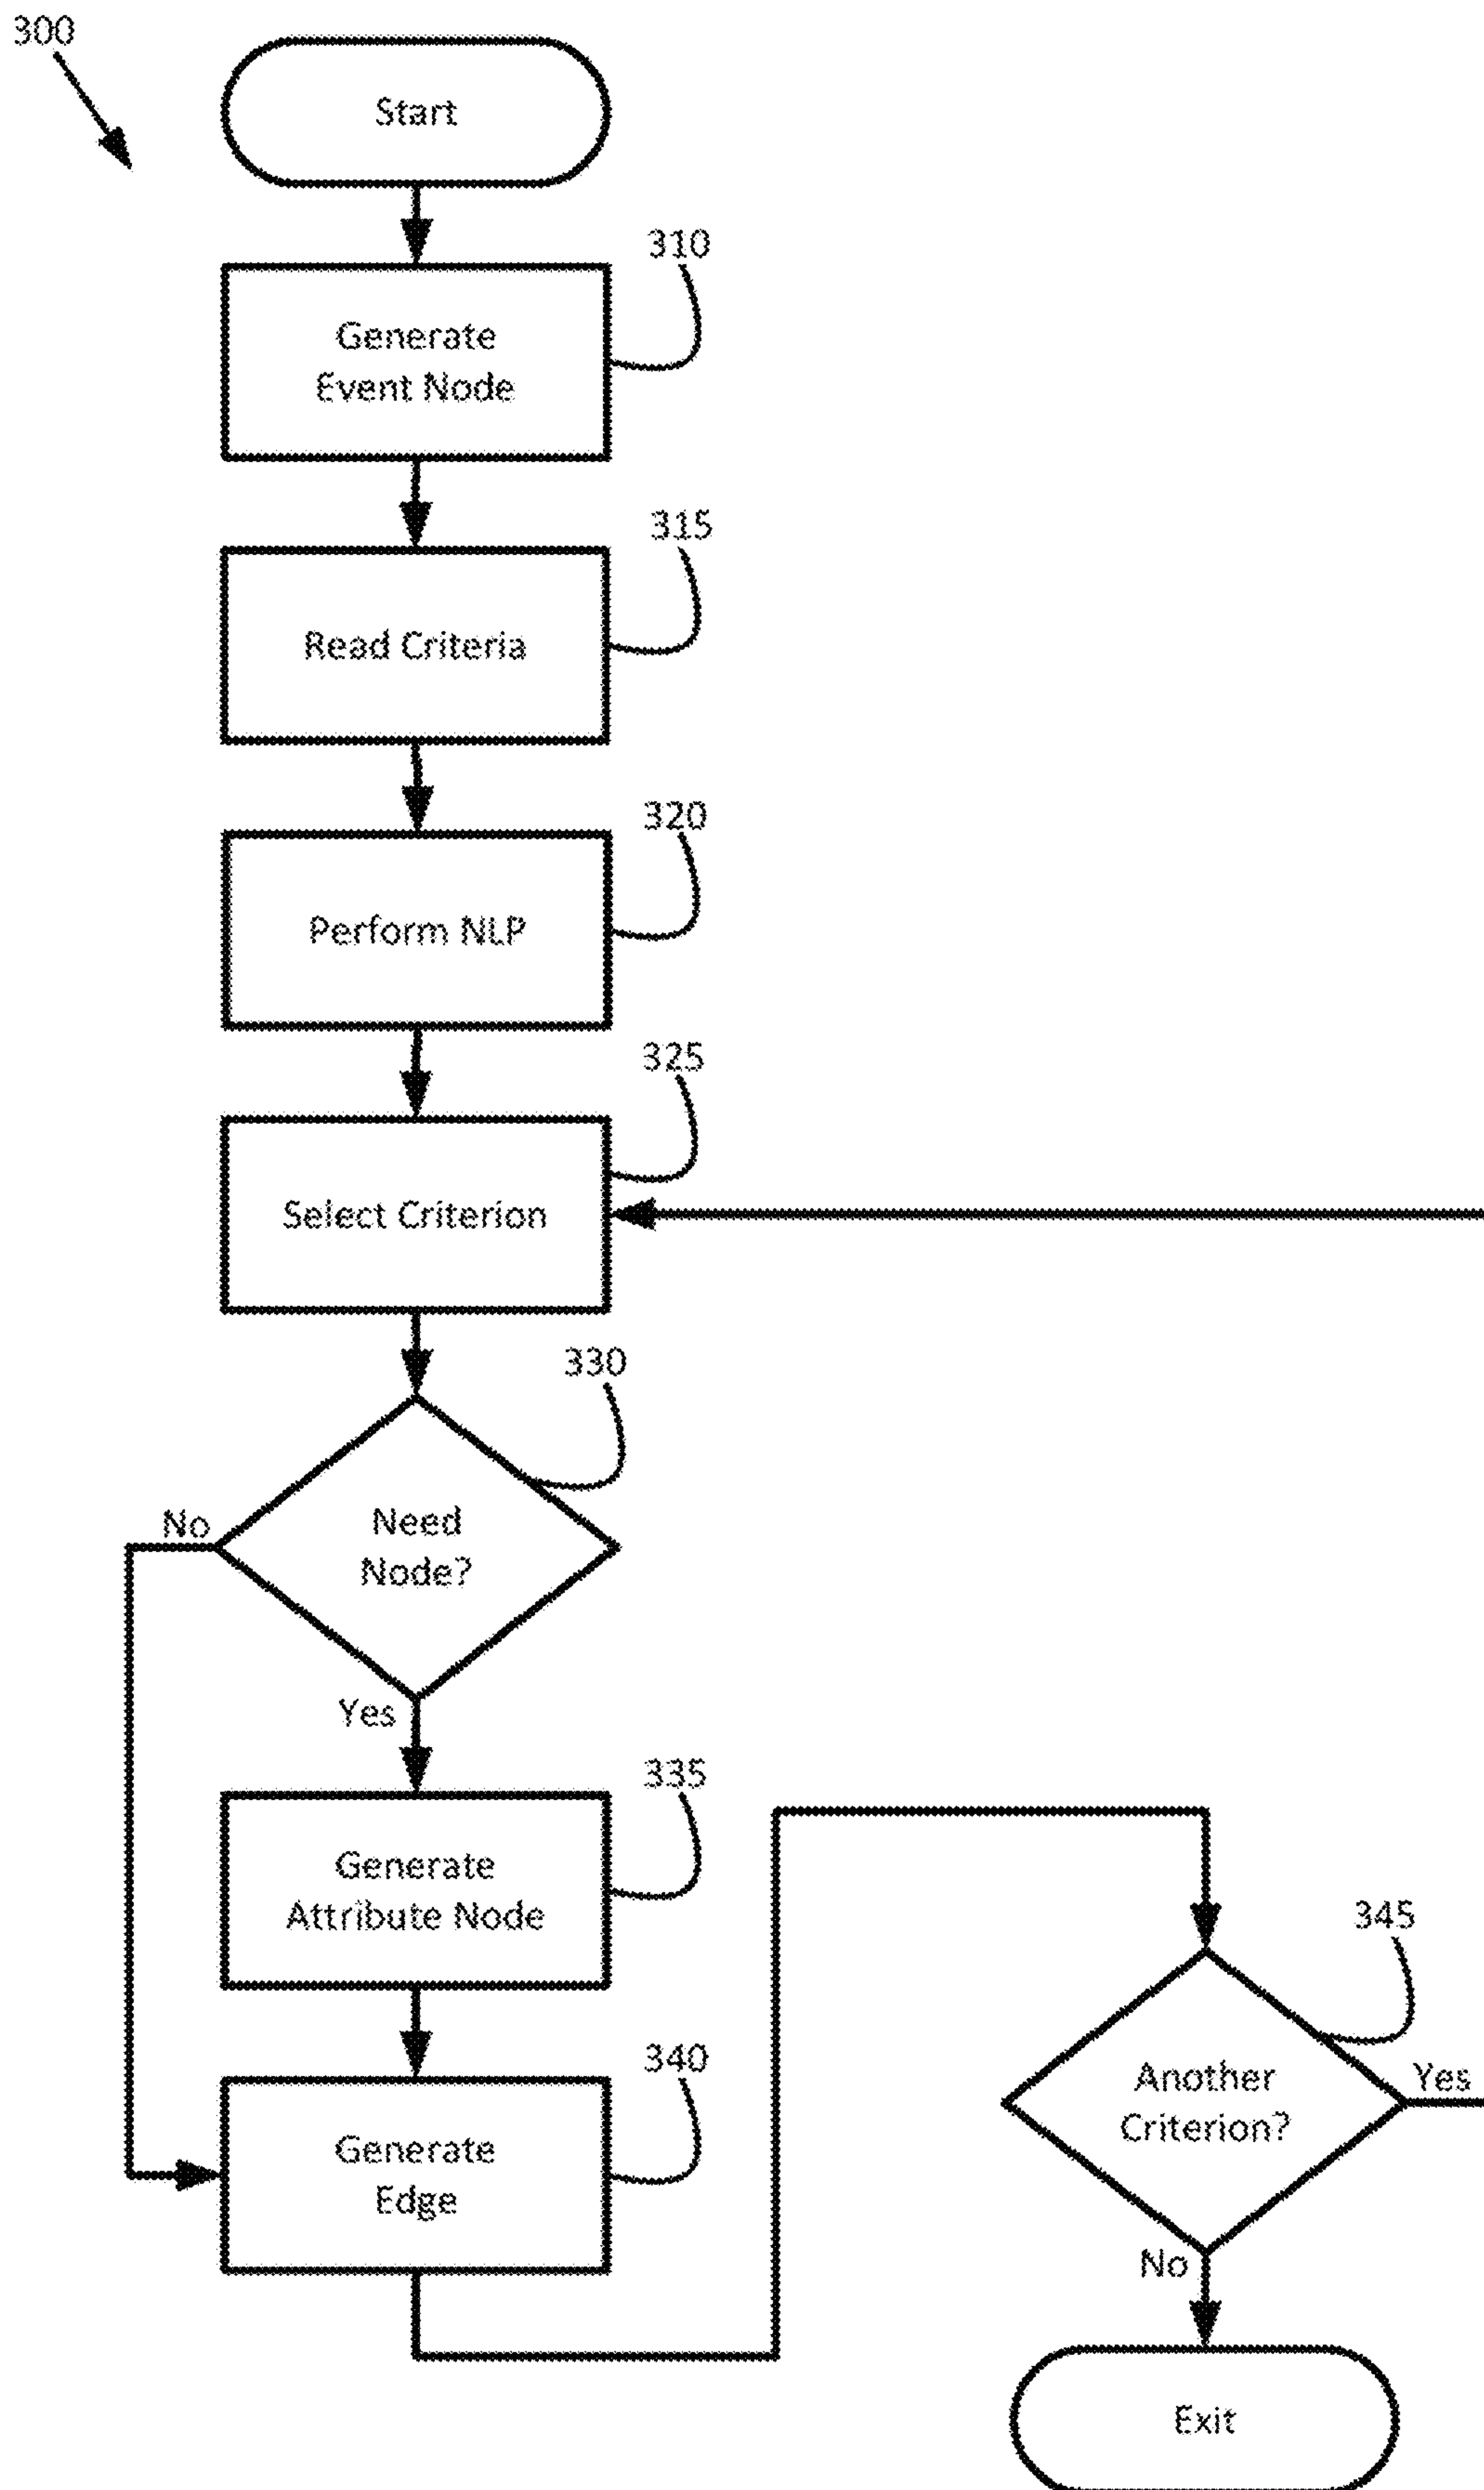 300
Start
310
Generate
Event Node
315
Read Criteria
320
Perform NLP
325
Select Criterion
330
Need
Node?
No
Yes
335
Generate
Attribute Node
340
Generate
Edge
345
Another
Criterion?
Yes
No
Exit